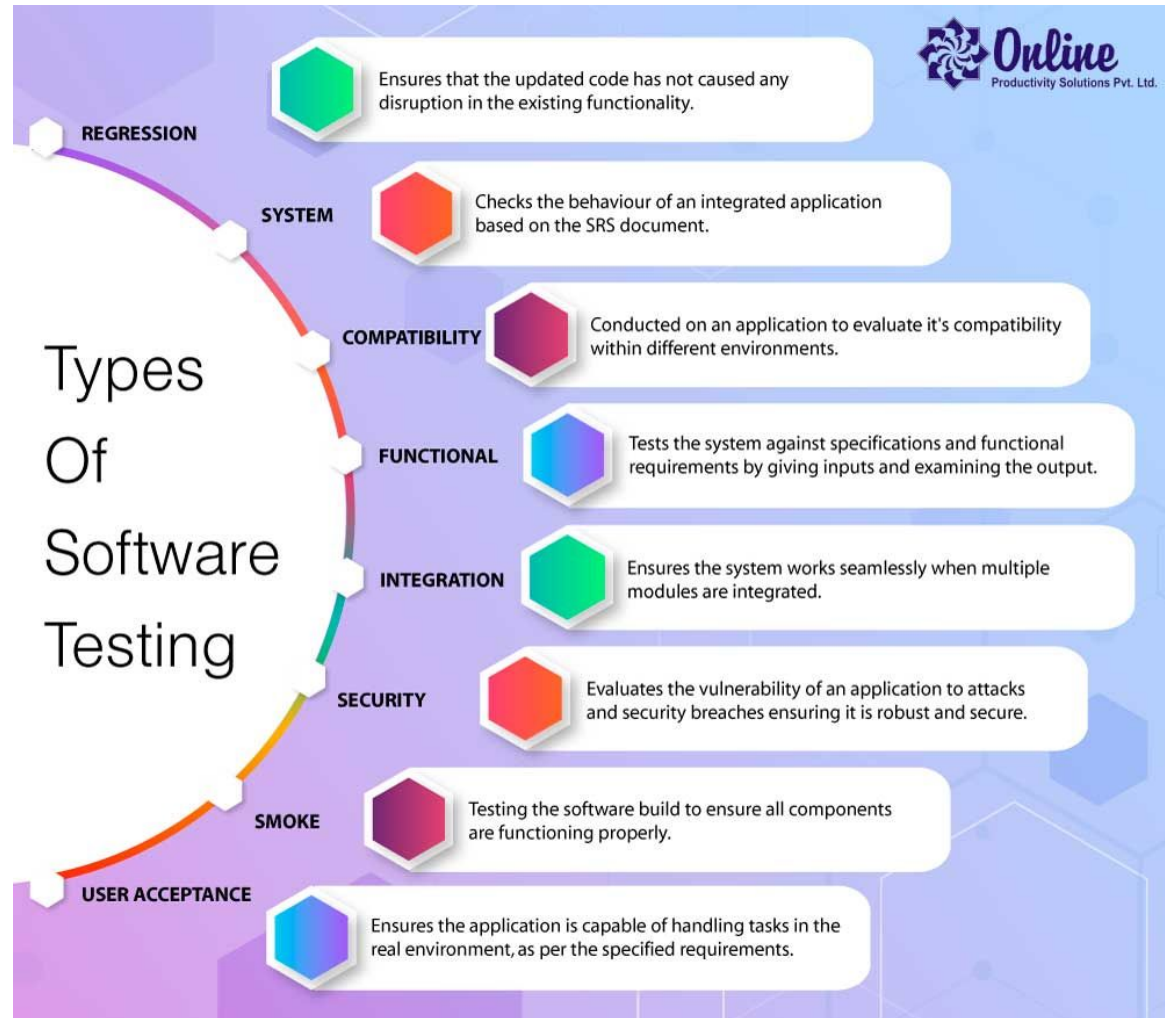 Online
Productivity Solutions Pvt. Ltd.
Types
Of
Software
Testing
REGRESSION
Ensures that the updated code has not caused any
disruption in the existing functionality.
SYSTEM
Checks the behaviour of an integrated application
based on the SRS document.
COMPATIBILITY
Conducted on an application to evaluate it's compatibility
within different environments.
FUNCTIONAL
Tests the system against specifications and functional
requirements by giving inputs and examining the output.
INTEGRATION
Ensures the system works seamlessly when multiple
modules are integrated.
SECURITY
Evaluates the vulnerability of an application to attacks
and security breaches ensuring it is robust and secure.
SMOKE
Testing the software build to ensure all components
are functioning properly.
USER ACCEPTANCE
Ensures the application is capable of handling tasks in the
real environment, as per the specified requirements.